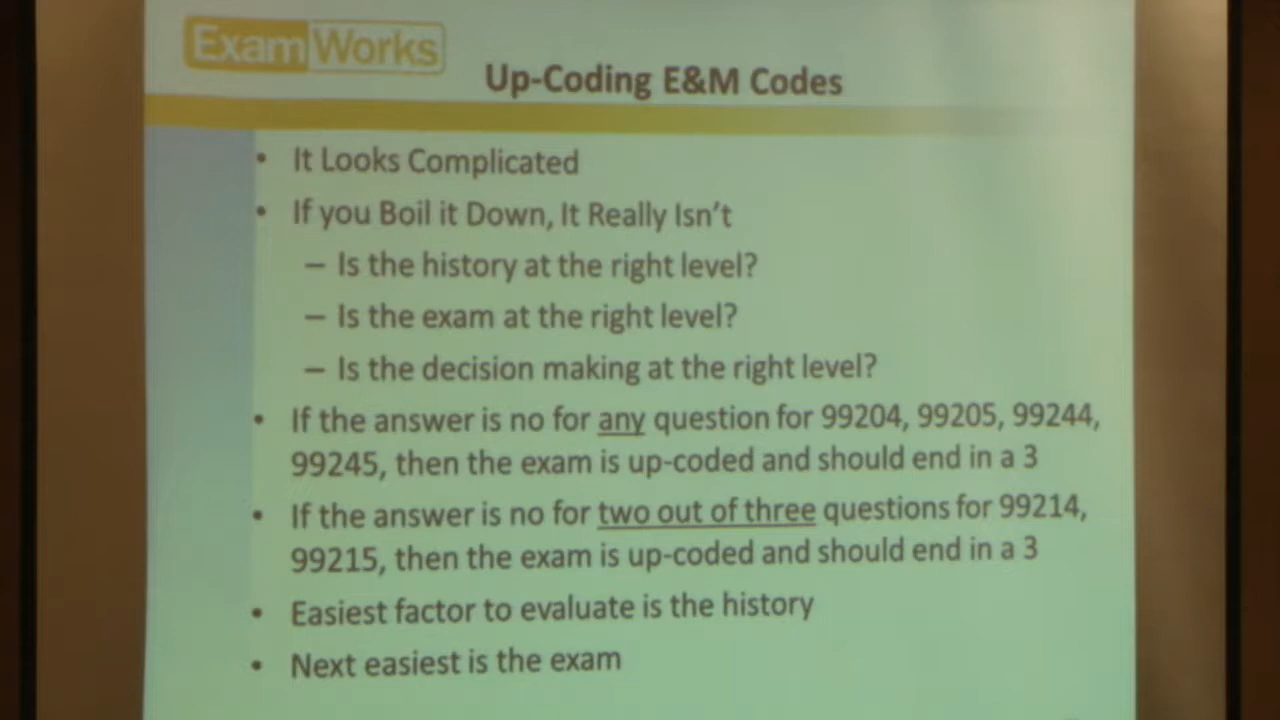 ExamWorks
Up-Coding E&M Codes
• It Looks Complicated
• If you Boil it Down, It Really Isn't
– Is the history at the right level?
– Is the exam at the right level?
– Is the decision making at the right level?
• If the answer is no for any question for 99204, 99205, 99244,
99245, then the exam is up-coded and should end in a 3
• If the answer is no for two out of three questions for 99214,
99215, then the exam is up-coded and should end in a 3
• Easiest factor to evaluate is the history
• Next easiest is the exam